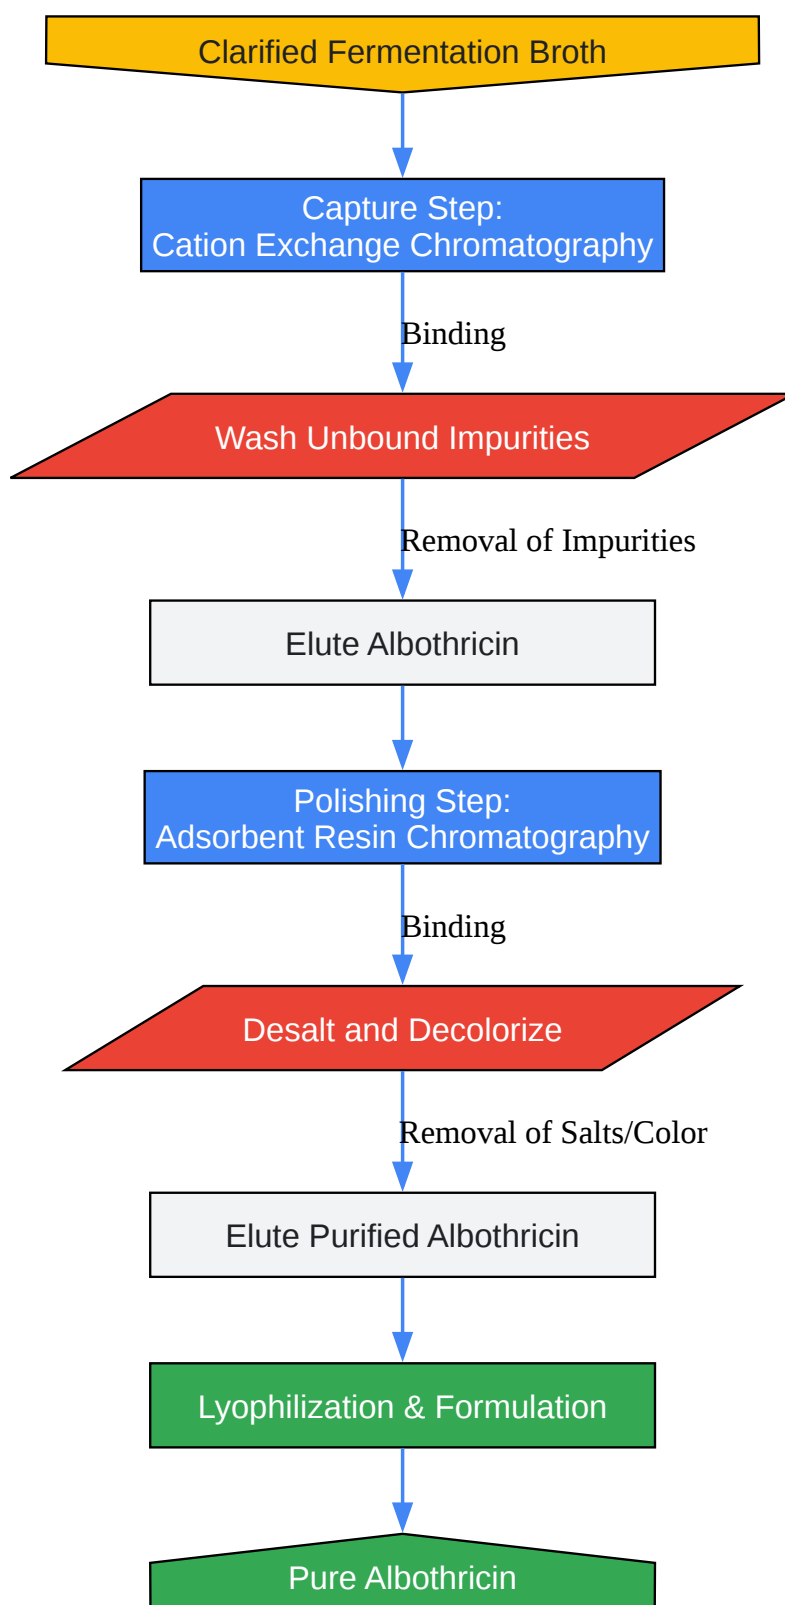 Clarified Fermentation Broth
Capture Step:
Cation Exchange Chromatography
Binding
Wash Unbound Impurities
Removal of Impurities
Elute Albothricin
Polishing Step:
Adsorbent Resin Chromatography
Binding
Desalt and Decolorize
Removal of Salts/Color
Elute Purified Albothricin
Lyophilization & Formulation
Pure Albothricin